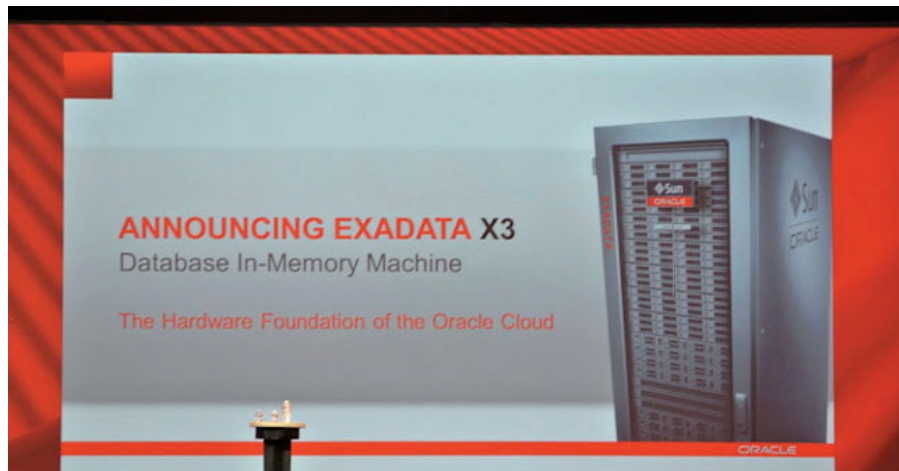 ANNOUNCING EXADATA X3
Database In-Memory Machine
The Hardware Foundation of the Oracle Cloud
Sun
ORACLE
EXADATA
Sun
ORACLE
ORACLE